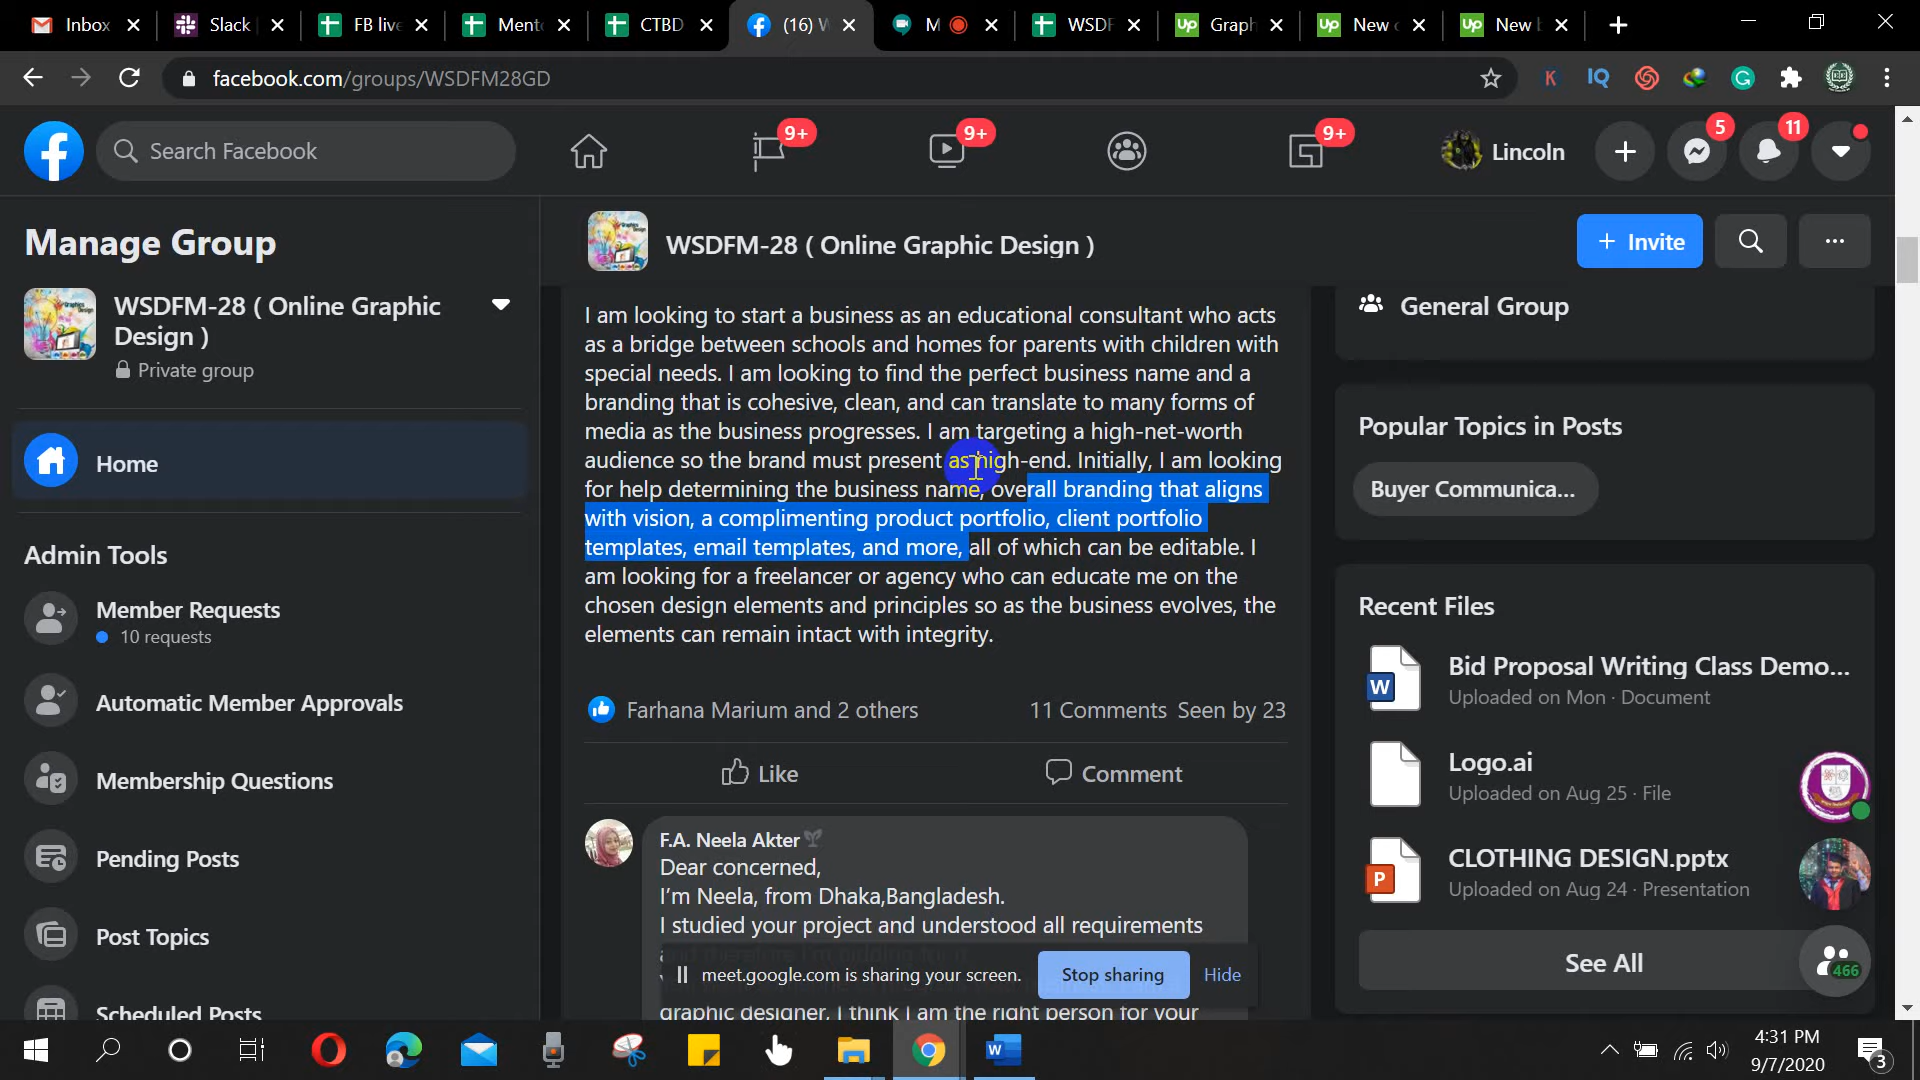 Inbox
Slack
FB live
Mente
CTBD
(16) W
M
WSDF
Graph
New c
New b
facebook.com/groups/WSDFM28GD
Search Facebook
9+
9+
9+
Lincoln
5
11
Manage Group
WSDFM-28 ( Online Graphic
Design )
Private group
Home
Admin Tools
Member Requests
10 requests
Automatic Member Approvals
Membership Questions
Pending Posts
Post Topics
Scheduled Posts
WSDFM-28 ( Online Graphic Design )
+ Invite
I am looking to start a business as an educational consultant who acts
as a bridge between schools and homes for parents with children with
special needs. I am looking to find the perfect business name and a
branding that is cohesive, clean, and can translate to many forms of
media as the business progresses. I am targeting a high-net-worth
audience so the brand must present as high-end. Initially, I am looking
for help determining the business name, overall branding that aligns
with vision, a complimenting product portfolio, client portfolio
templates, email templates, and more, all of which can be editable. I
am looking for a freelancer or agency who can educate me on the
chosen design elements and principles so as the business evolves, the
elements can remain intact with integrity.
Farhana Marium and 2 others
11 Comments Seen by 23
Like
Comment
F.A. Neela Akter
Dear concerned,
I'm Neela, from Dhaka,Bangladesh.
I studied your project and understood all requirements
graphic designer, I think I am the right person for your
meet.google.com is sharing your screen.
Stop sharing
Hide
General Group
Popular Topics in Posts
Buyer Communica...
Recent Files
Bid Proposal Writing Class Demo...
Uploaded on Mon · Document
Logo.ai
Uploaded on Aug 25 · File
CLOTHING DESIGN.pptx
Uploaded on Aug 24 · Presentation
See All
466
4:31 PM
9/7/2020
3